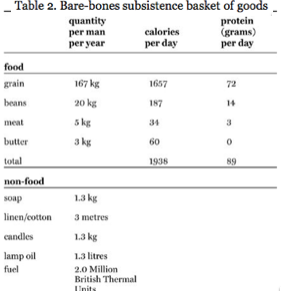 Table 2. Bare-bones subsistence basket of goods
quantity per man per year calories per day protein (grams) per day
food
grain 167 kg 1657 72
beans 20 kg 187 14
meat 5 kg 34 3
butter 3 kg 60 0
total 1938 89
non-food
soap 1.3 kg
linen/cotton 3 metres
candles 1.3 kg
lamp oil 1.3 litres
fuel 2.0 Million
British Thermal
Units